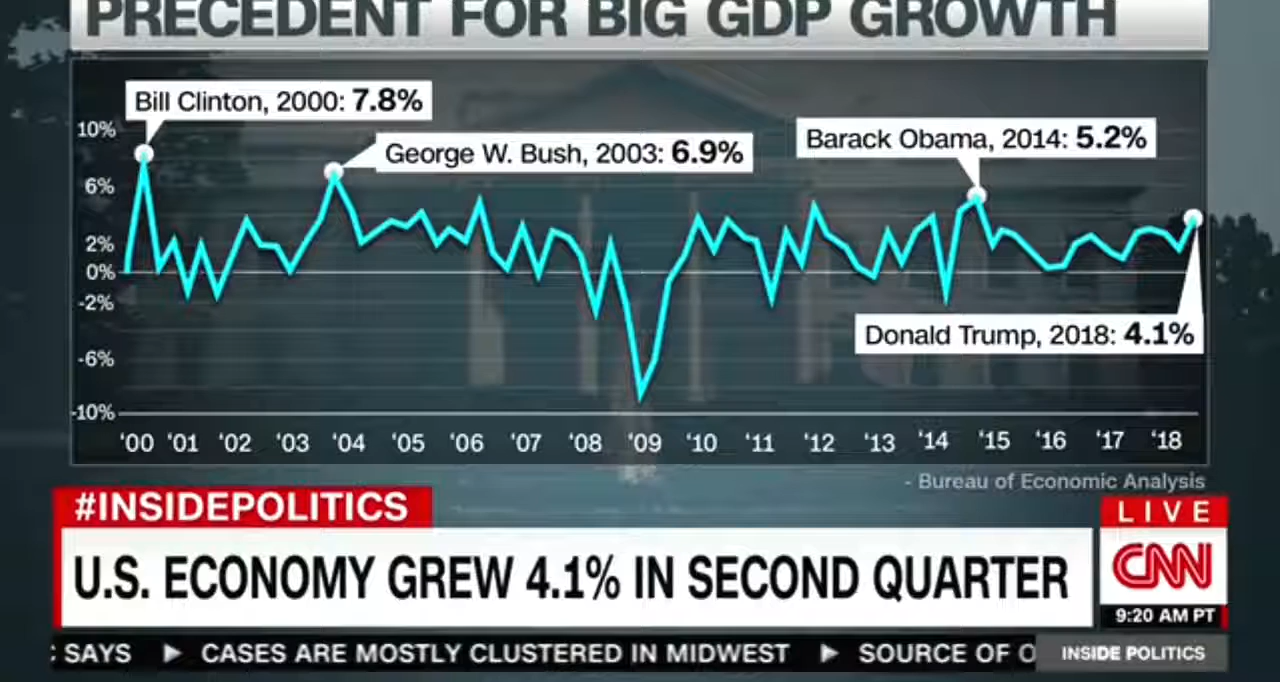 PRECEDENT FOR BIG GDP GROWTH
Bill Clinton, 2000: 7.8%
George W. Bush, 2003: 6.9%
Barack Obama, 2014: 5.2%
Donald Trump, 2018: 4.1%
10%
6%
2%
0%
-2%
-6%
-10%
'00 '01 '02 '03 '04 '05 '06 '07 '08 '09 '10 '11 '12 '13 '14 '15 '16 '17 '18
- Bureau of Economic Analysis
#INSIDEPOLITICS
LIVE
U.S. ECONOMY GREW 4.1% IN SECOND QUARTER
CNN
9:20 AM PT
SAYS ▶ CASES ARE MOSTLY CLUSTERED IN MIDWEST ▶ SOURCE OF O
INSIDE POLITICS